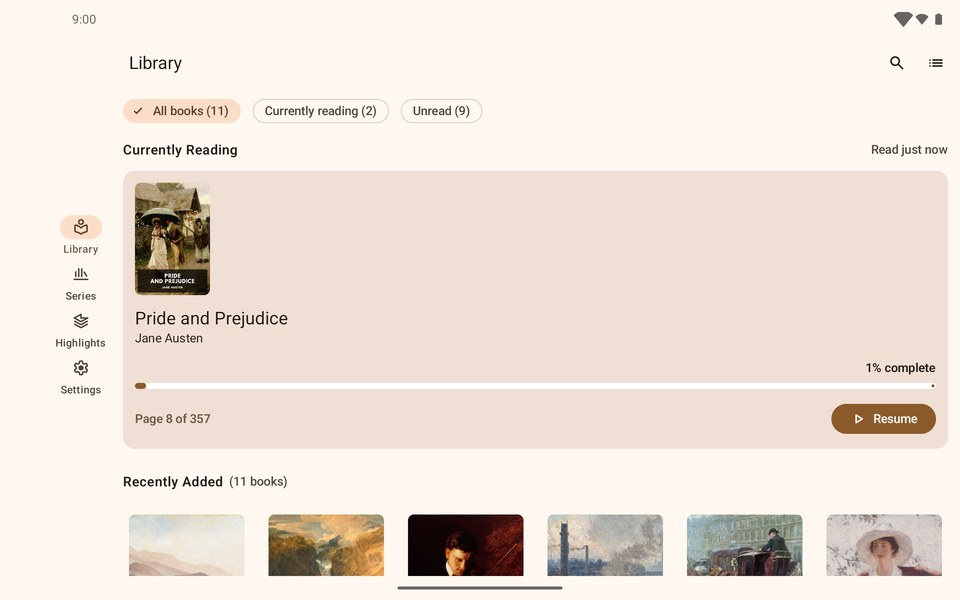 9:00
Library
All books (11)
Currently reading (2)
Unread (9)
Currently Reading
Read just now
PRIDE
AND PREJUDICE
JANE AUSTEN
Pride and Prejudice
Jane Austen
1% complete
Page 8 of 357
Resume
Library
Series
Highlights
Settings
Recently Added (11 books)